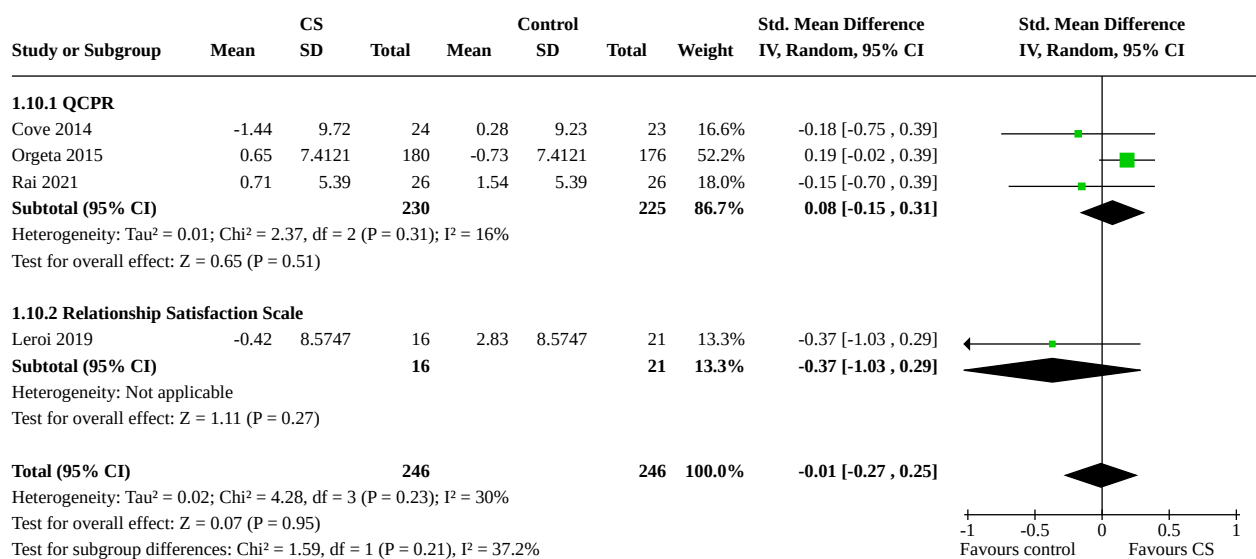 CS Control Std. Mean Difference Std. Mean Difference
Study or Subgroup Mean SD Total Mean SD Total Weight IV, Random, 95% CI IV, Random, 95% CI
1.10.1 QCPR
Cove 2014 -1.44 9.72 24 0.28 9.23 23 16.6% -0.18 [-0.75 , 0.39]
Orgeta 2015 0.65 7.4121 180 -0.73 7.4121 176 52.2% 0.19 [-0.02 , 0.39]
Rai 2021 0.71 5.39 26 1.54 5.39 26 18.0% -0.15 [-0.70 , 0.39]
Subtotal (95% CI) 230 225 86.7% 0.08 [-0.15 , 0.31]
Heterogeneity: Tau² = 0.01; Chi² = 2.37, df = 2 (P = 0.31); I² = 16%
Test for overall effect: Z = 0.65 (P = 0.51)
1.10.2 Relationship Satisfaction Scale
Leroi 2019 -0.42 8.5747 16 2.83 8.5747 21 13.3% -0.37 [-1.03 , 0.29]
Subtotal (95% CI) 16 21 13.3% -0.37 [-1.03 , 0.29]
Heterogeneity: Not applicable
Test for overall effect: Z = 1.11 (P = 0.27)
Total (95% CI) 246 246 100.0% -0.01 [-0.27 , 0.25]
Heterogeneity: Tau² = 0.02; Chi² = 4.28, df = 3 (P = 0.23); I² = 30%
Test for overall effect: Z = 0.07 (P = 0.95)
Test for subgroup differences: Chi² = 1.59, df = 1 (P = 0.21), I² = 37.2%
-1 -0.5 0 0.5 1
Favours control Favours CS